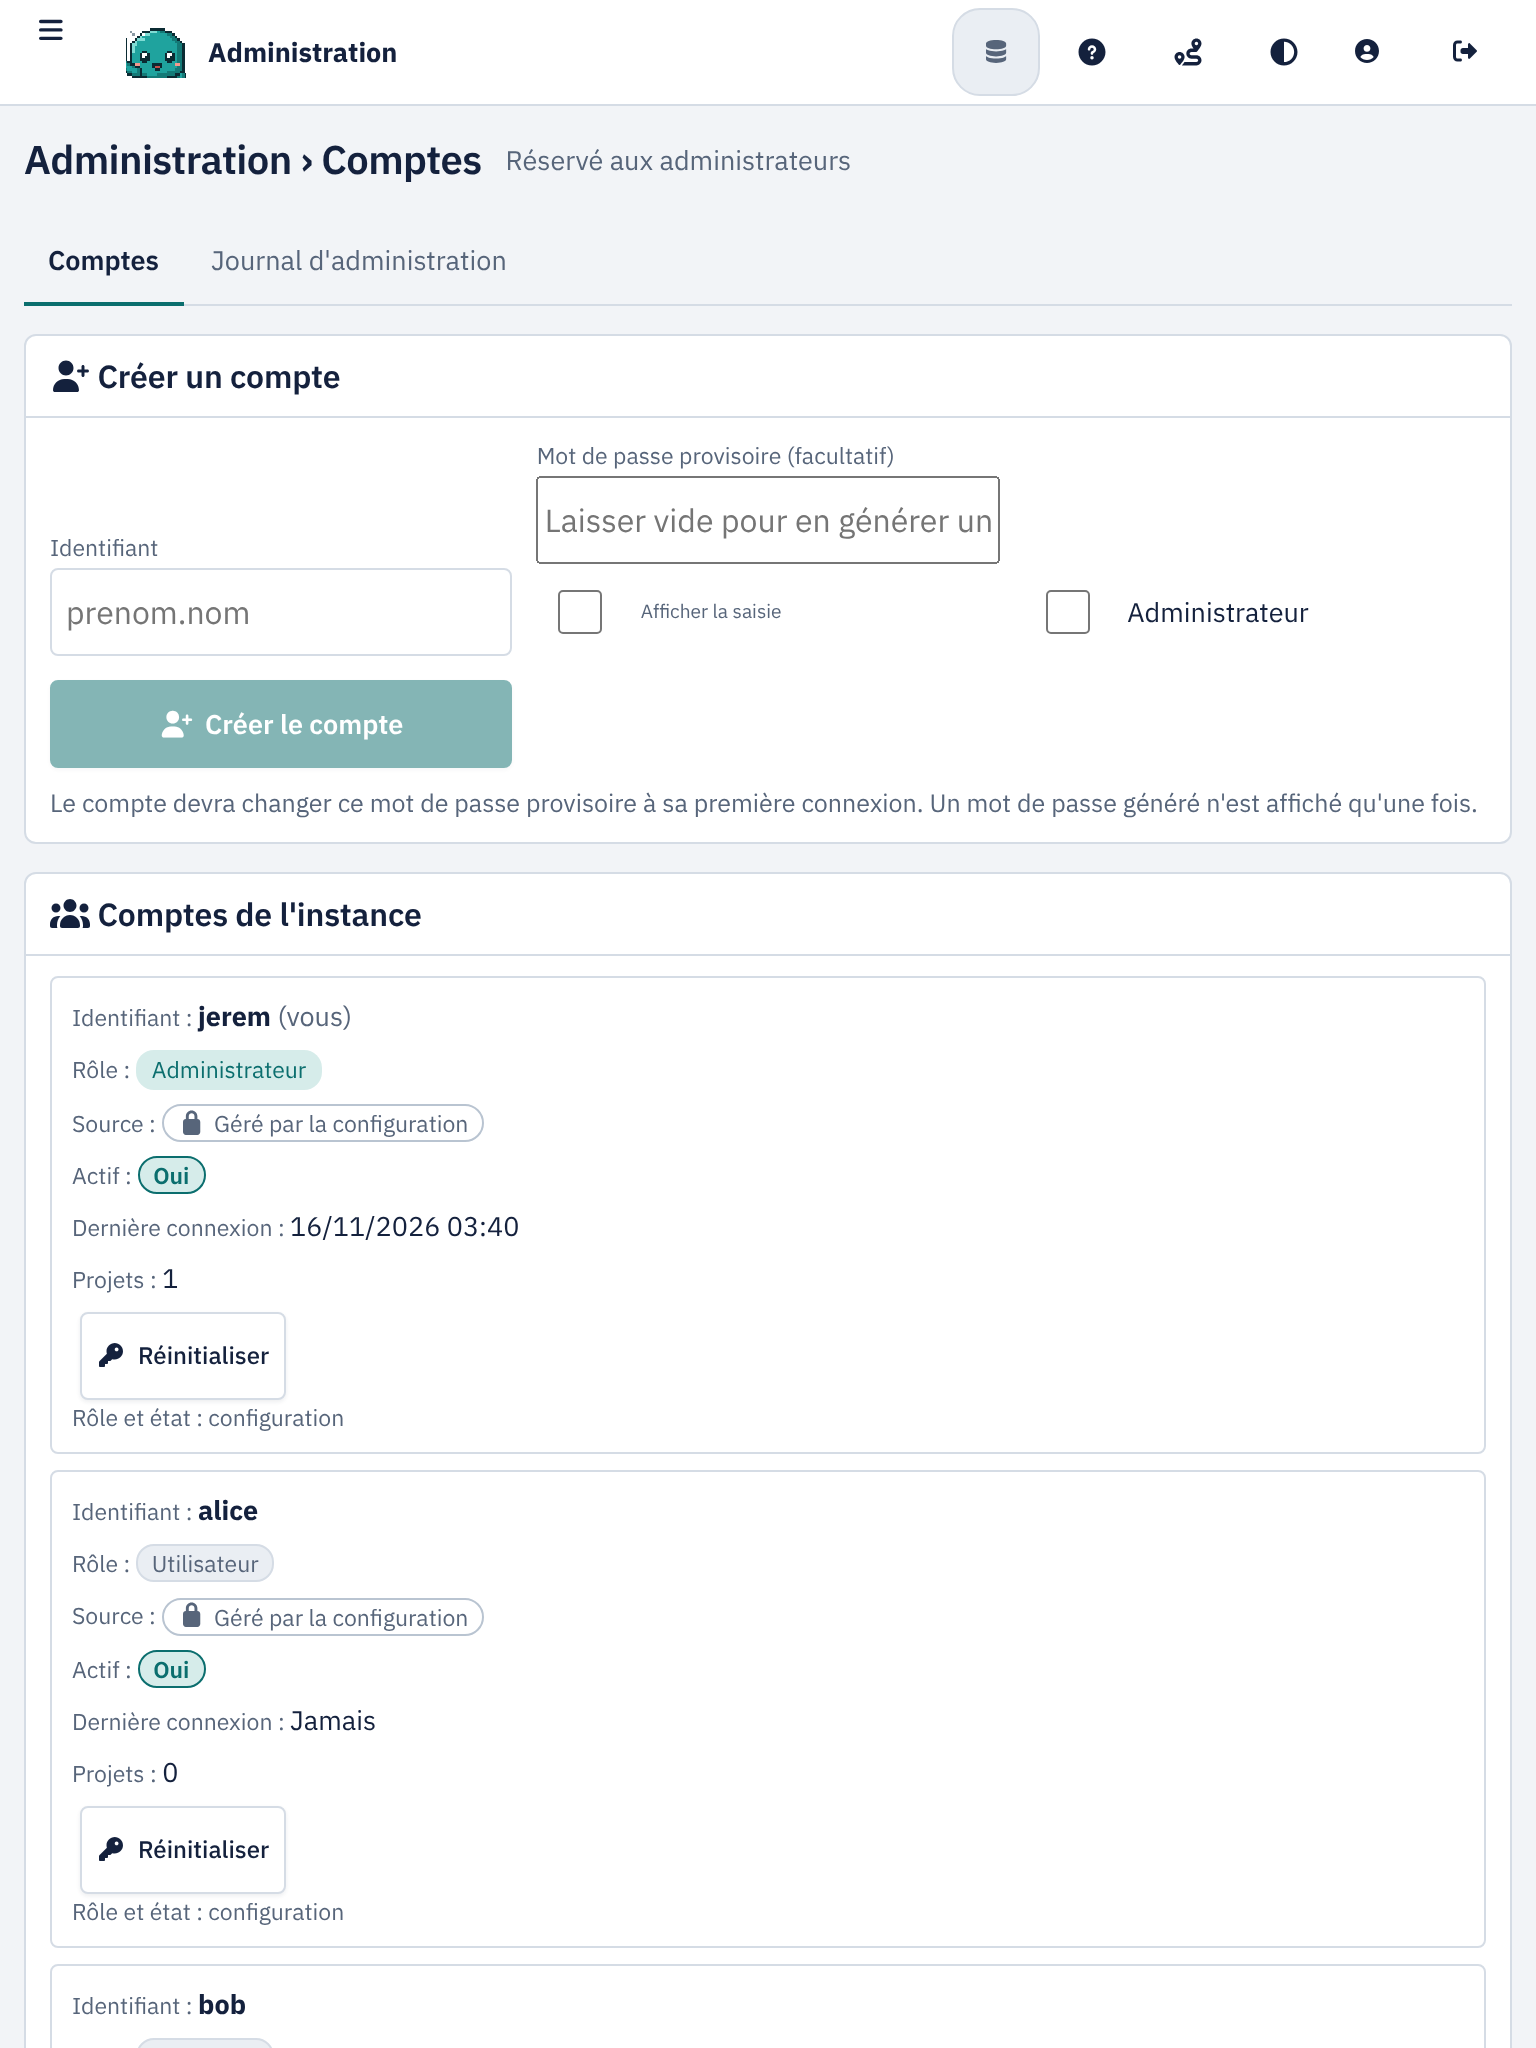 Administration
Administration › Comptes Réservé aux administrateurs
Comptes Journal d'administration
Créer un compte
Mot de passe provisoire (facultatif)
Laisser vide pour en générer un
Identifiant
prenom.nom
Afficher la saisie
Administrateur
Créer le compte
Le compte devra changer ce mot de passe provisoire à sa première connexion. Un mot de passe généré n'est affiché qu'une fois.
Comptes de l'instance
Identifiant : jerem (vous)
Rôle : Administrateur
Source : Géré par la configuration
Actif : Oui
Dernière connexion : 16/11/2026 03:40
Projets : 1
Réinitialiser
Rôle et état : configuration
Identifiant : alice
Rôle : Utilisateur
Source : Géré par la configuration
Actif : Oui
Dernière connexion : Jamais
Projets : 0
Réinitialiser
Rôle et état : configuration
Identifiant : bob